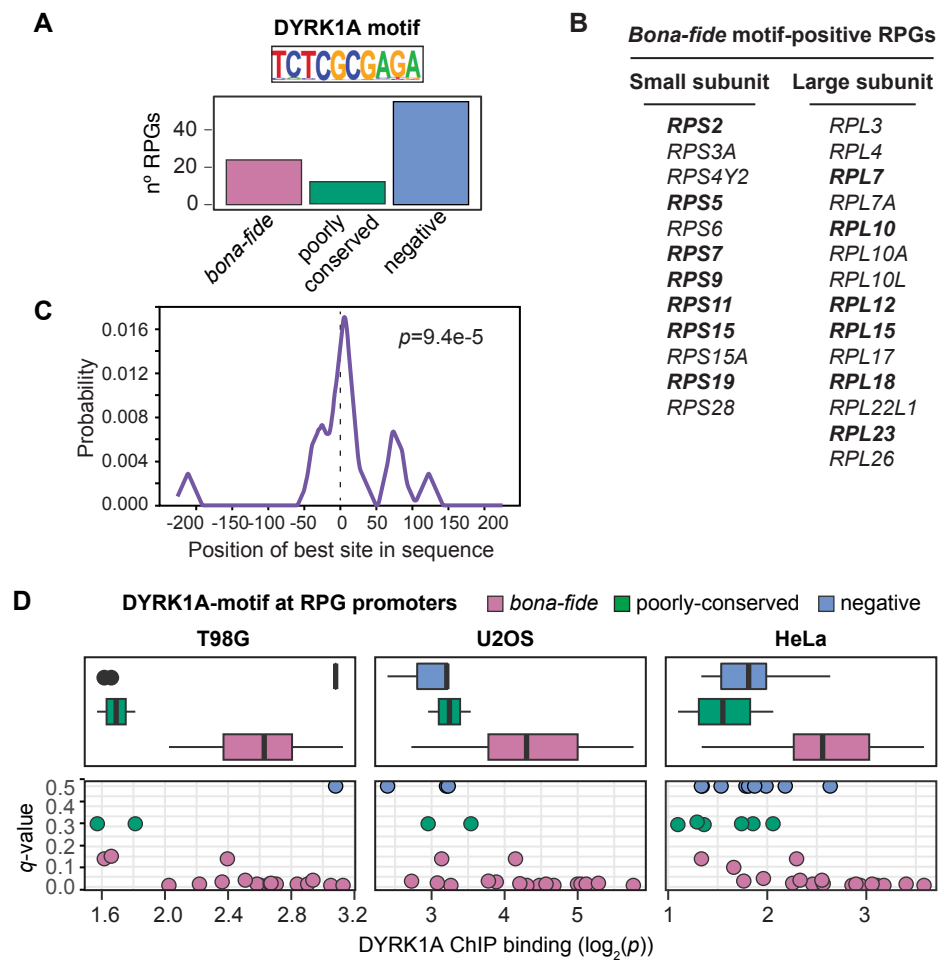 A
DYRK1A motif
TCTCGCGAGA
nº RPGs
40
20
0
bona-fide
poorly
conserved
negative
B
Bona-fide motif-positive RPGs
Small subunit Large subunit
RPS2 RPL3
RPS3A RPL4
RPS4Y2 RPL7
RPS5 RPL7A
RPS6 RPL10
RPS7 RPL10A
RPS9 RPL10L
RPS11 RPL12
RPS15 RPL15
RPS15A RPL17
RPS19 RPL18
RPS28 RPL22L1
RPL23
RPL26
C
p=9.4e-5
Probability
0.016
0.012
0.008
0.004
0.000
-200 -150 -100 -50 0 50 100 150 200
Position of best site in sequence
D
DYRK1A-motif at RPG promoters bona-fide poorly-conserved negative
T98G U2OS HeLa
q-value
0.5
0.4
0.3
0.2
0.1
0.0
1.6 2.0 2.4 2.8 3.2 3 4 5 1 2 3
DYRK1A ChIP binding (log2(p))